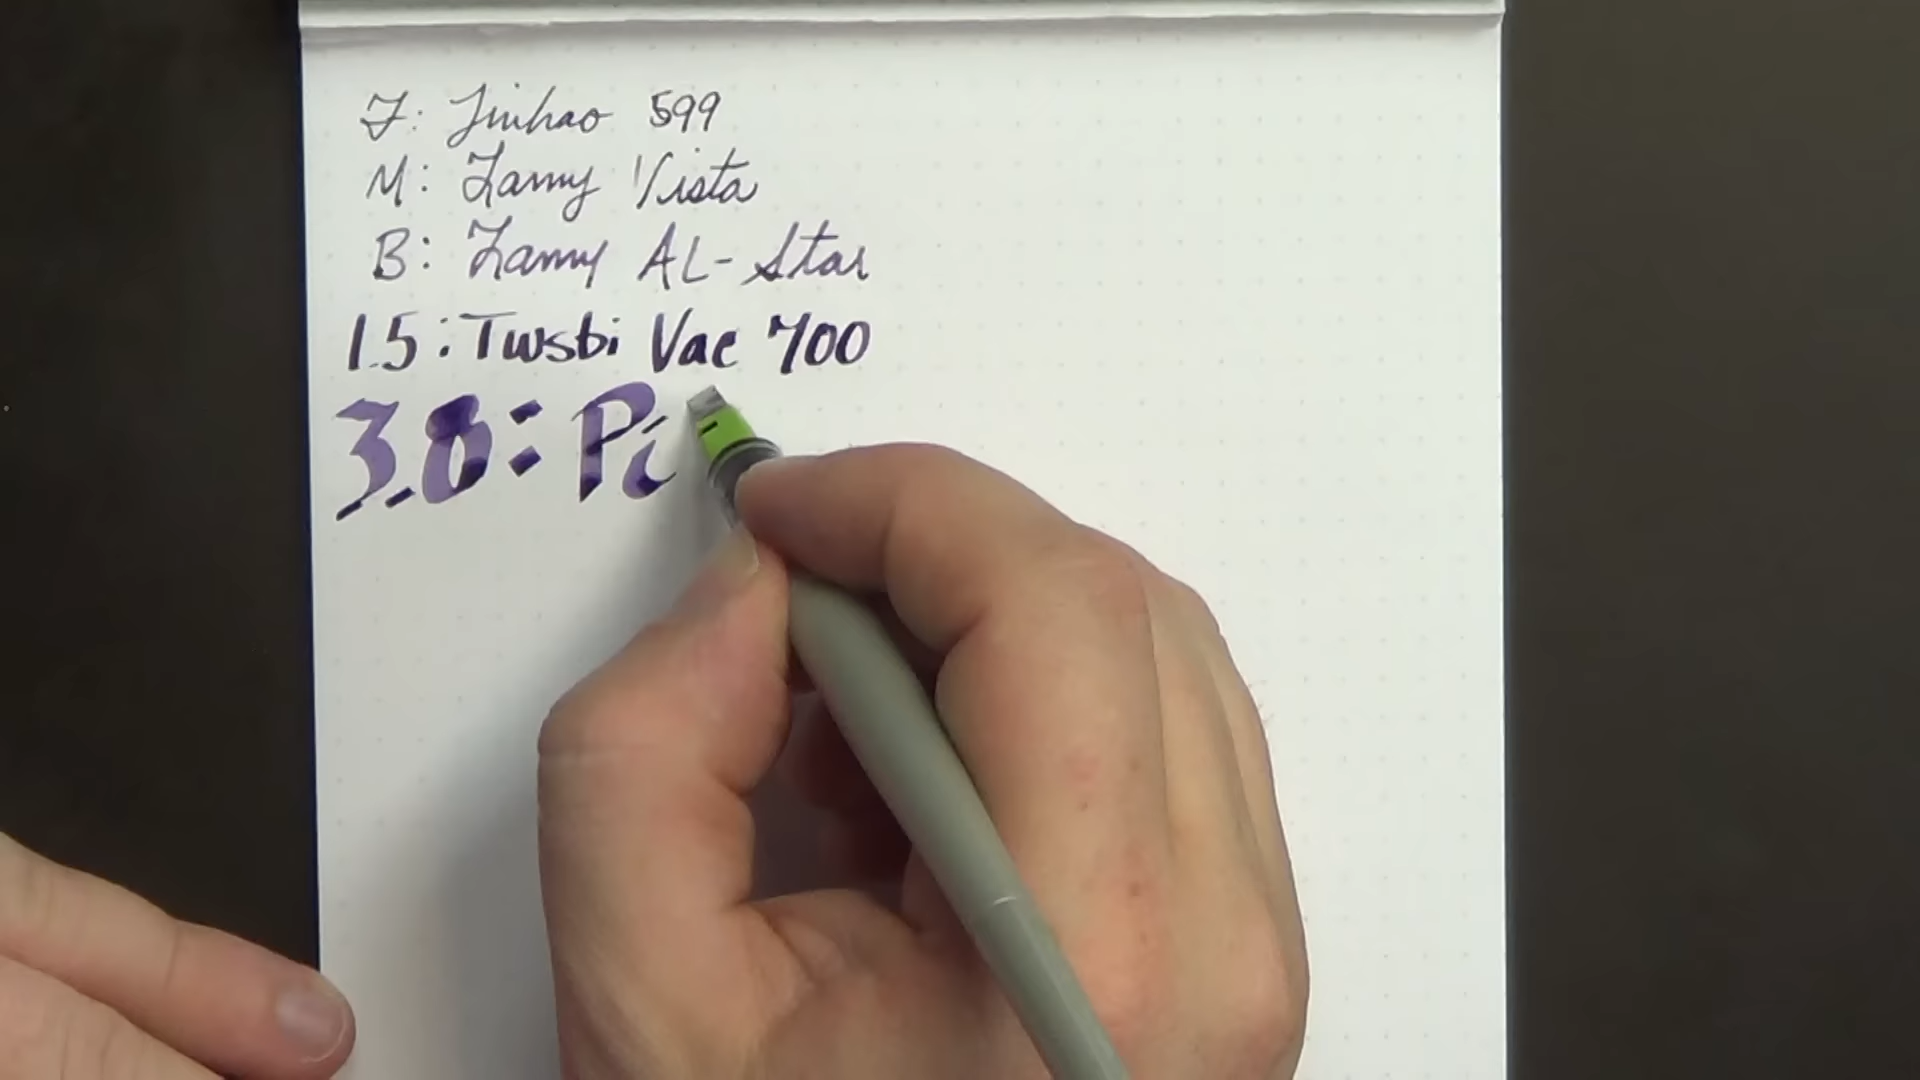 F: Jinhao 599
M: Lamy Vista
B: Lamy AL-Star
1.5: Twsbi Vac 700
3.8: Pi